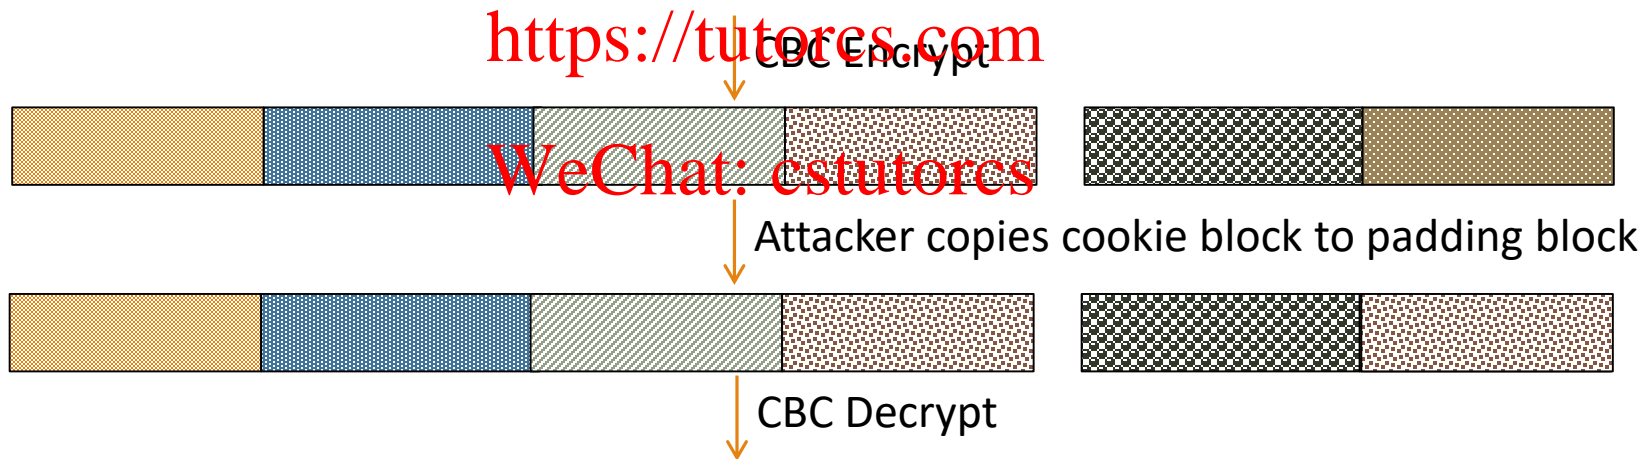 https://tutorcs.com
CBC Encrypt
WeChat: cstutorcs
Attacker copies cookie block to padding block
CBC Decrypt